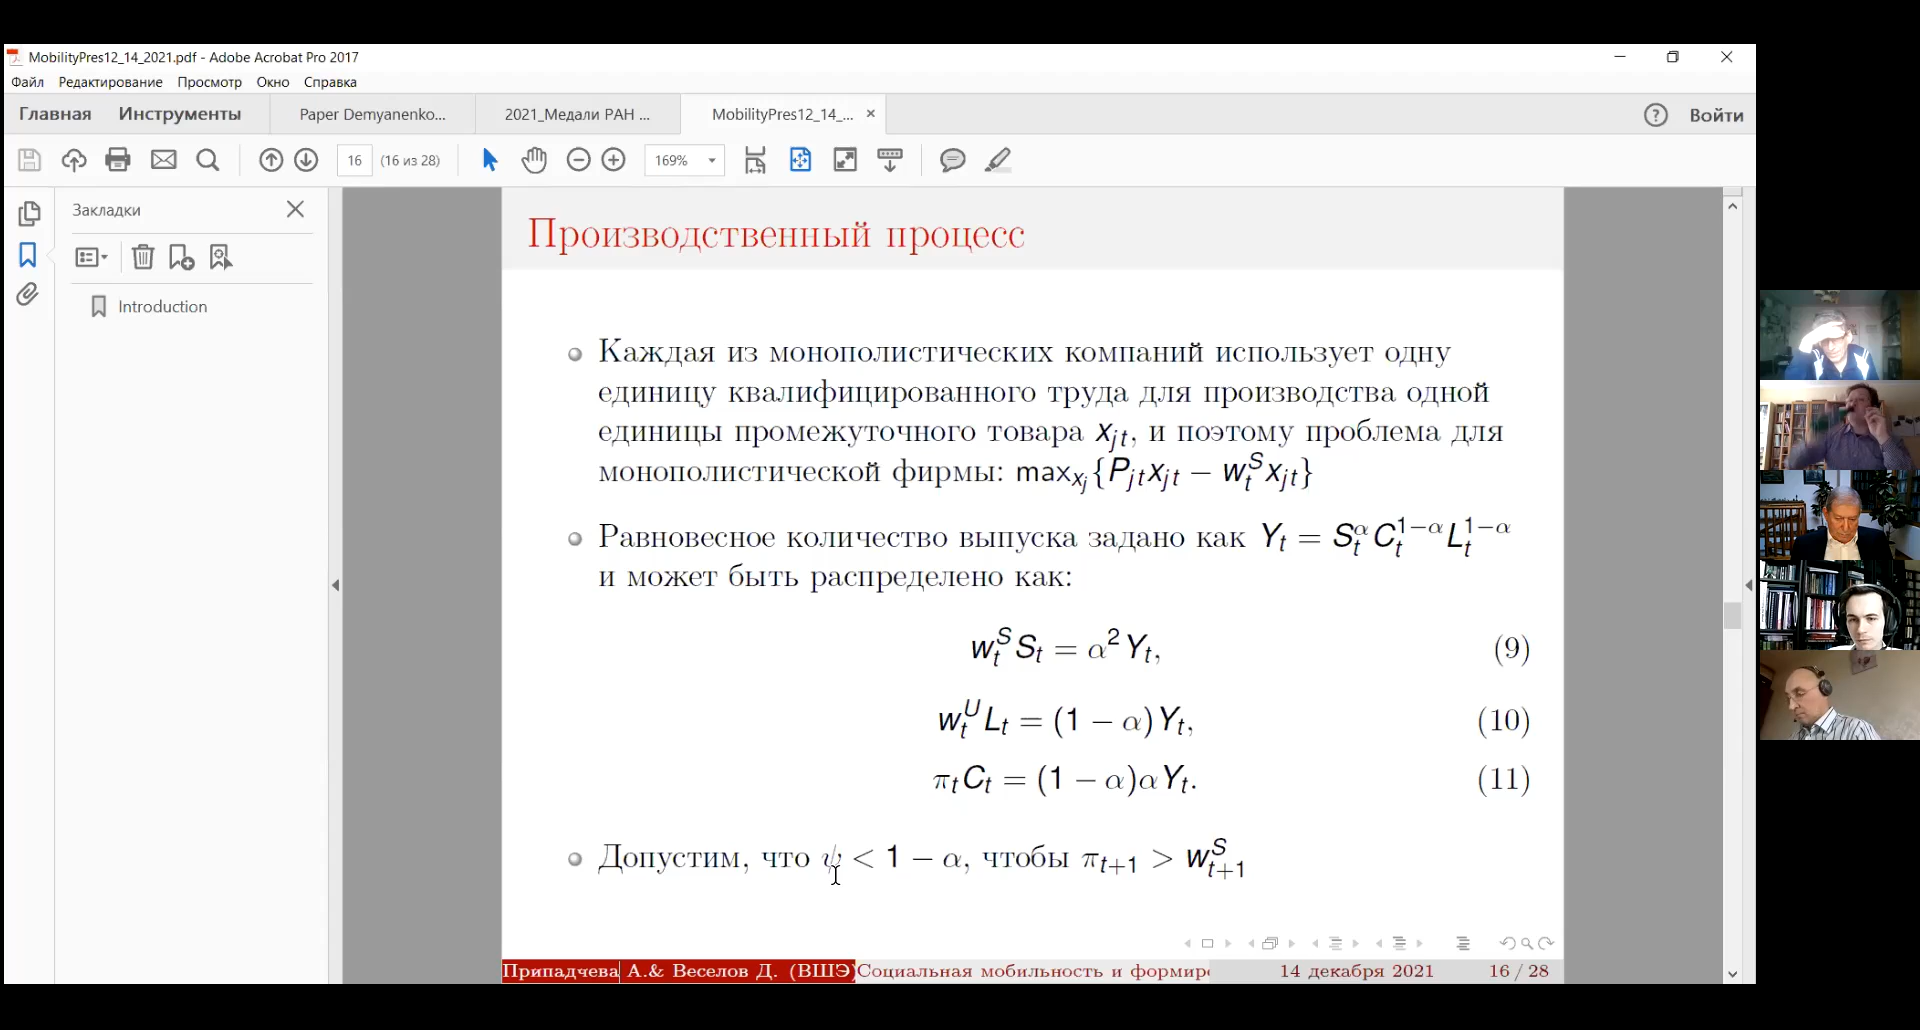 MobilityPres12_14_2021.pdf - Adobe Acrobat Pro 2017
Файл Редактирование Просмотр Окно Справка
Главная Инструменты Paper Demyanenko... 2021_Медали РАН ... MobilityPres12_14_... × Войти
16 (16 из 28) 169%
Закладки
Introduction
Производственный процесс
Каждая из монополистических компаний использует одну
единицу квалифицированного труда для производства одной
единицы промежуточного товара x_{jt}, и поэтому проблема для
монополистической фирмы: max_{x_j}{P_{jt}x_{jt} − w_t^S x_{jt}}
Равновесное количество выпуска задано как Y_t = S_t^α C_t^{1−α} L_t^{1−α}
и может быть распределено как:
w_t^S S_t = α^2 Y_t, (9)
w_t^U L_t = (1 − α)Y_t, (10)
π_t C_t = (1 − α)αY_t. (11)
Допустим, что ψ < 1 − α, чтобы π_{t+1} > w_{t+1}^S
Припадчева А.& Веселов Д. (ВШЭ) Социальная мобильность и формир 14 декабря 2021 16 / 28